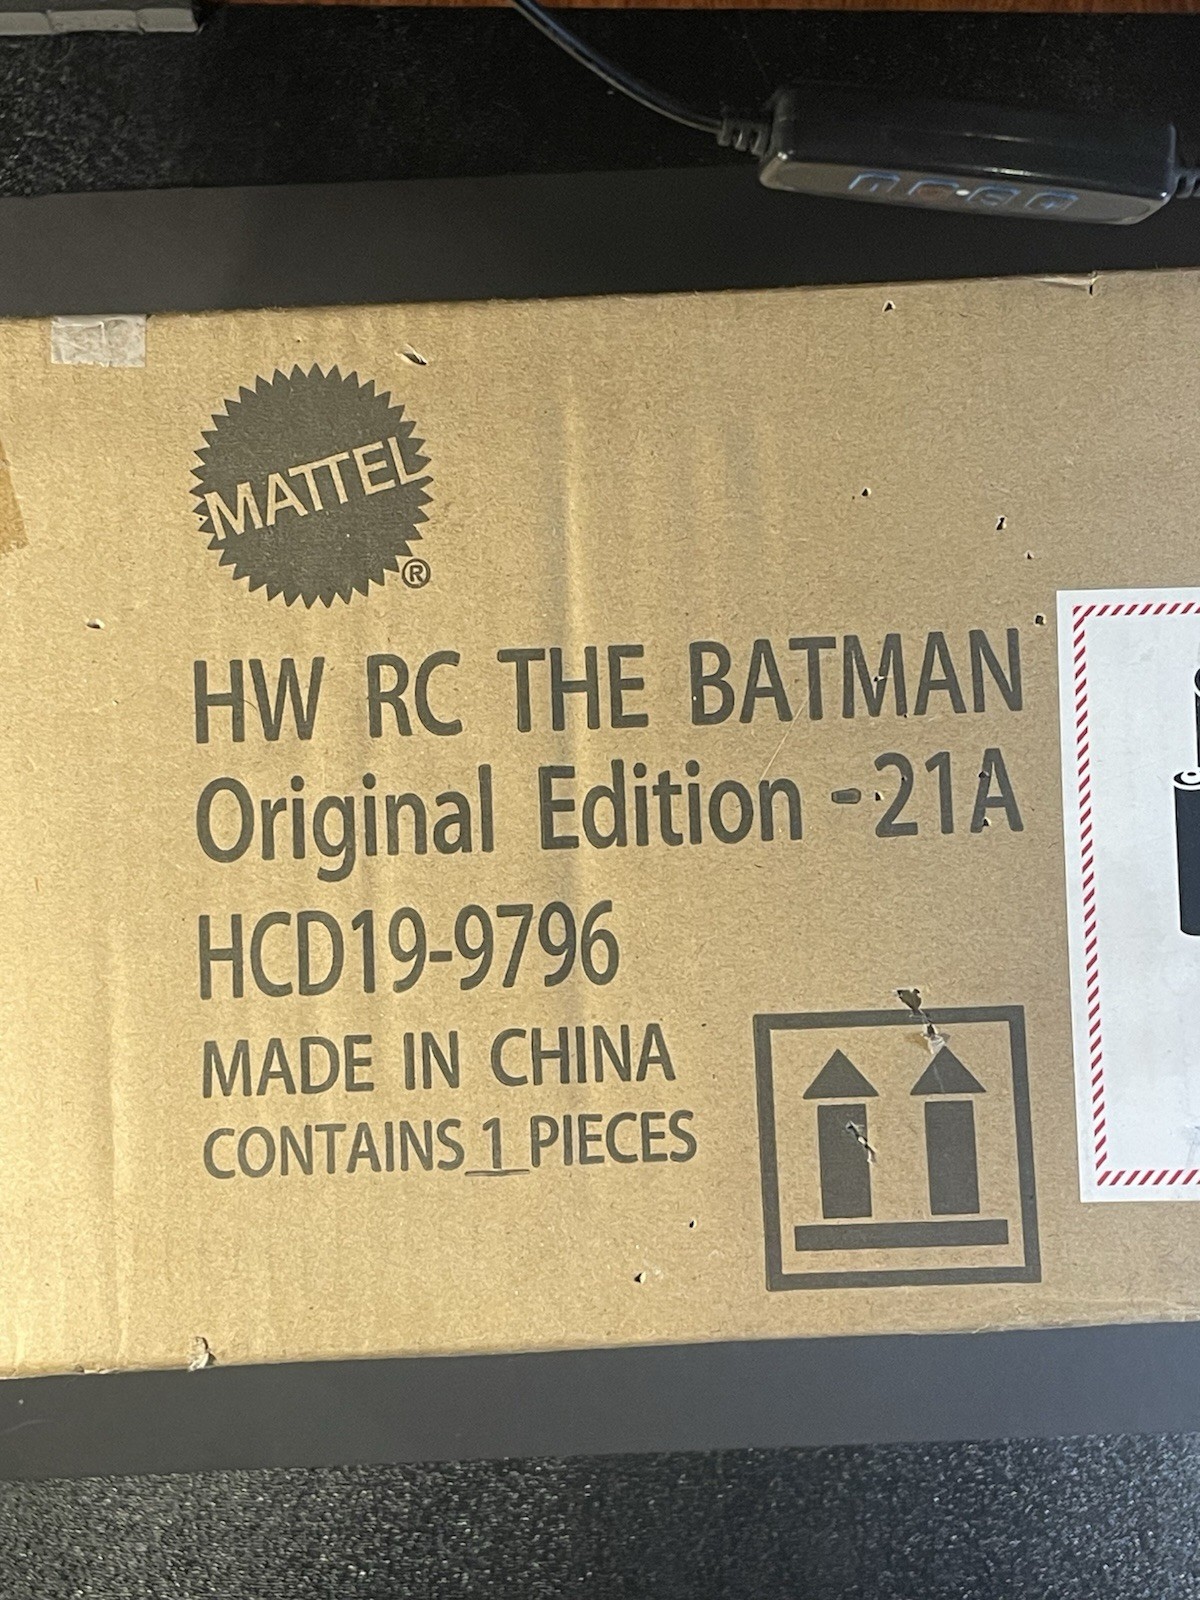 MATTEL
®
HW RC THE BATMAN
Original Edition - 21A
HCD19-9796
MADE IN CHINA
CONTAINS 1 PIECES